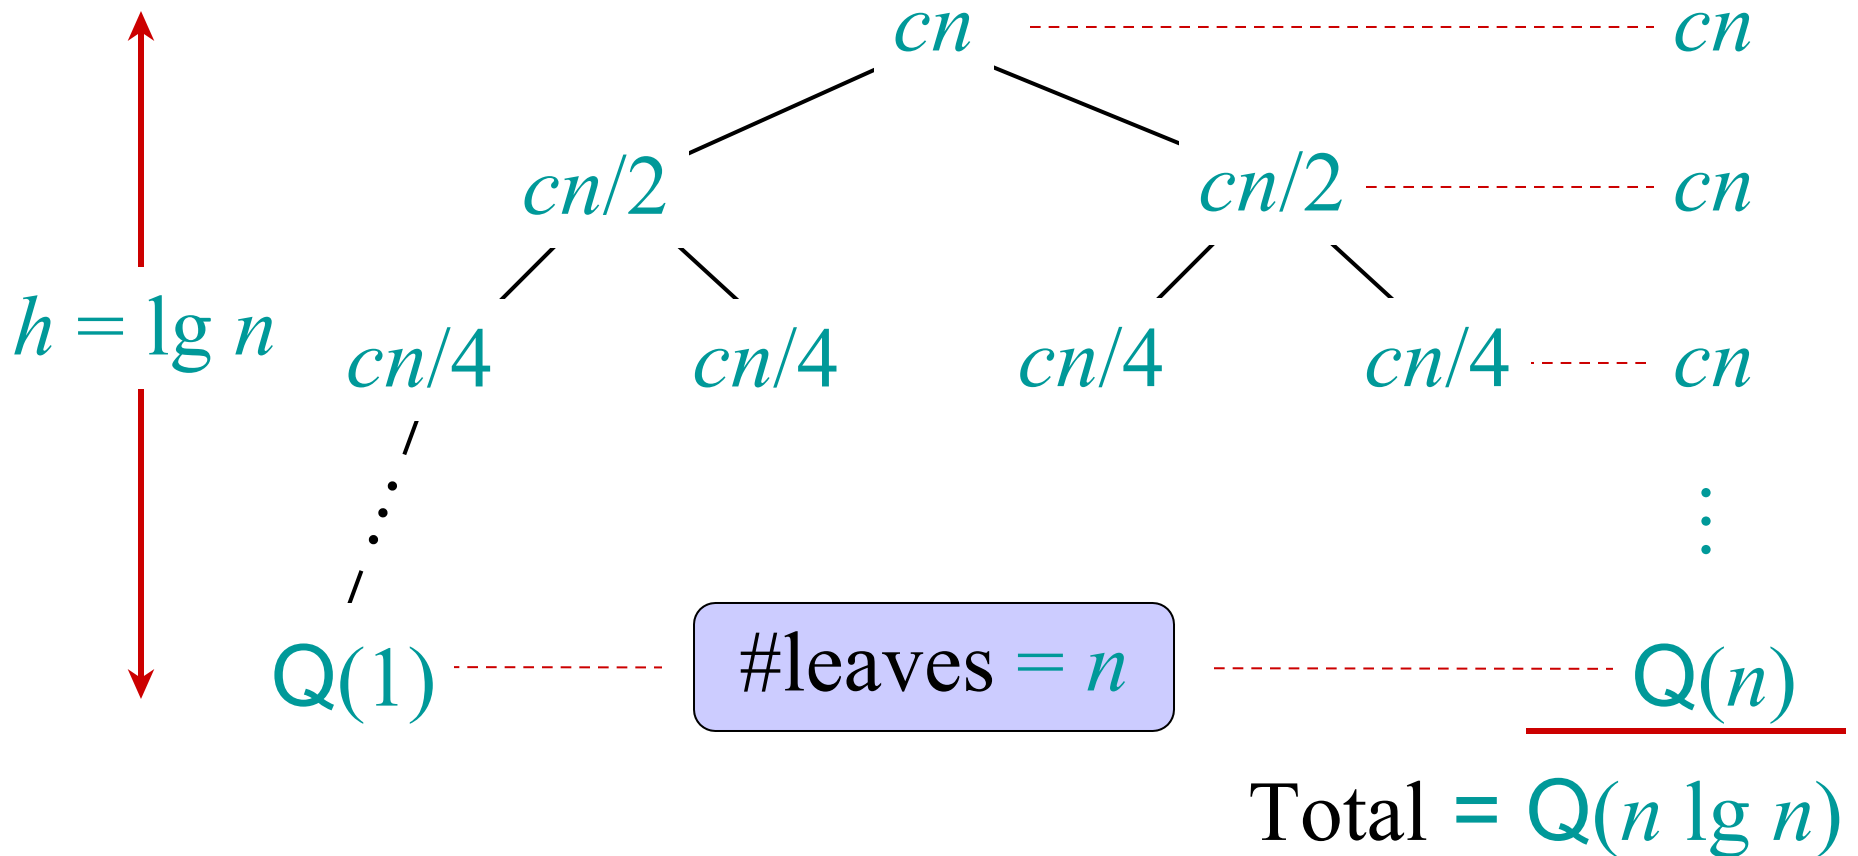 cn cn
cn/2 cn/2 cn
h = lg n
cn/4 cn/4 cn/4 cn/4 cn
Q(1) #leaves = n Q(n)
Total = Q(n lg n)